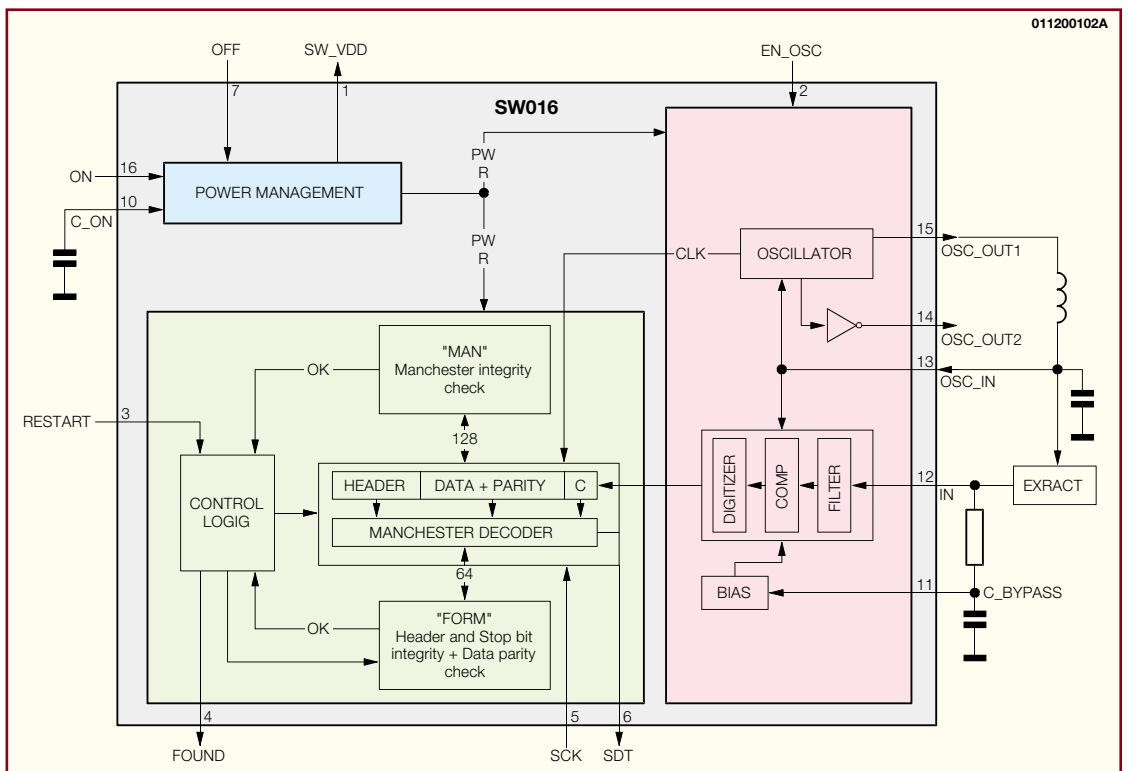 011200102A
OFF
SW_VDD
EN_OSC
7
1
2
SW016
PW
R
ON
16
POWER MANAGEMENT
10
C_ON
PW
R
15
OSC_OUT1
CLK
OSCILLATOR
14
OSC_OUT2
"MAN"
Manchester integrity
check
OK
13
OSC_IN
RESTART
3
128
CONTROL
LOGIG
HEADER
DATA + PARITY
C
MANCHESTER DECODER
DIGITIZER
COMP
FILTER
12
IN
EXRACT
64
BIAS
11
C_BYPASS
"FORM"
Header and Stop bit
integrity + Data parity
check
OK
4
5
6
FOUND
SCK
SDT